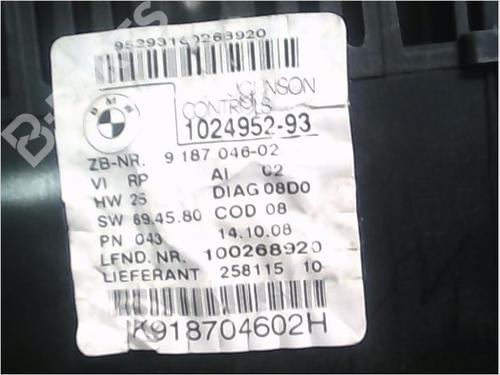 JOHNSON
CONTROLS
BMW
1024952-93
ZB-NR. 9 187 046-02
VI RP AI 02
HW 25 DIAG 08D0
SW 69.45.80 COD 08
PN 043 14.10.08
LFND. NR. 100268920
LIEFERANT 258115 10
K918704602H